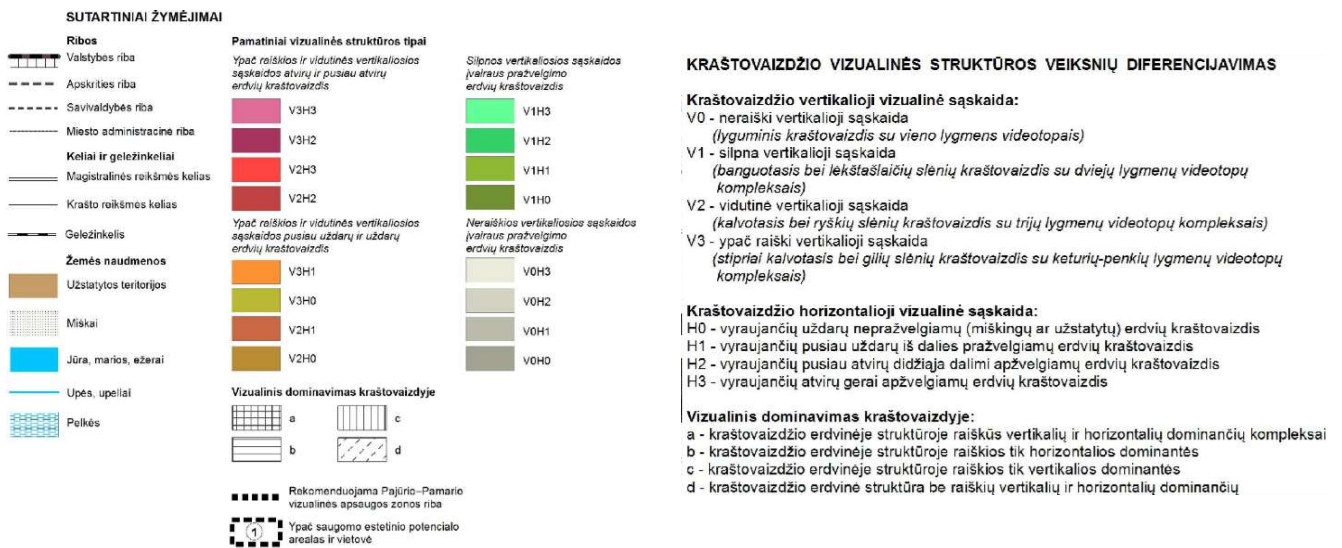 SUTARTINIAI ŽYMĖJIMAI
Ribos
Valstybės riba
Apskrities riba
Savivaldybės riba
Miesto administracinė riba
Keliai ir geležinkeliai
Magistralinės reikšmės kelias
Krašto reikšmės kelias
Geležinkelis
Žemės naudmenos
Užstatytos teritorijos
Miškai
Jūra, marios, ežerai
Upės, upeliai
Pelkės
Pamatiniai vizualinės struktūros tipai
Ypač raiškios ir vidutinės vertikaliosios
sąskaidos atvirų ir pusiau atvirų
erdvių kraštovaizdis
V3H3
V3H2
V2H3
V2H2
Ypač raiškios ir vidutinės vertikaliosios
sąskaidos pusiau uždarų ir uždarų
erdvių kraštovaizdis
V3H1
V3H0
V2H1
V2H0
Silpnos vertikaliosios sąskaidos
įvairaus pražvelgimo
erdvių kraštovaizdis
V1H3
V1H2
V1H1
V1H0
Neraiškios vertikaliosios sąskaidos
įvairaus pražvelgimo
erdvių kraštovaizdis
V0H3
V0H2
V0H1
V0H0
Vizualinis dominavimas kraštovaizdyje
a
c
b
d
Rekomenduojama Pajūrio–Pamario
vizualinės apsaugos zonos riba
1
Ypač saugomo estetinio potencialo
arealas ir vietovė
KRAŠTOVAIZDŽIO VIZUALINĖS STRUKTŪROS VEIKSNIŲ DIFERENCIJAVIMAS
Kraštovaizdžio vertikalioji vizualinė sąskaida:
V0 - neraiški vertikalioji sąskaida
(lyguminis kraštovaizdis su vieno lygmens videotopais)
V1 - silpna vertikalioji sąskaida
(banguotasis bei lėkštašlaičių slėnių kraštovaizdis su dviejų lygmenų videotopų
kompleksais)
V2 - vidutinė vertikalioji sąskaida
(kalvotasis bei ryškių slėnių kraštovaizdis su trijų lygmenų videotopų kompleksais)
V3 - ypač raiški vertikalioji sąskaida
(stipriai kalvotasis bei gilių slėnių kraštovaizdis su keturių-penkių lygmenų videotopų
kompleksais)
Kraštovaizdžio horizontalioji vizualinė sąskaida:
H0 - vyraujančių uždarų nepražvelgiamų (miškingų ar užstatytų) erdvių kraštovaizdis
H1 - vyraujančių pusiau uždarų iš dalies pražvelgiamų erdvių kraštovaizdis
H2 - vyraujančių pusiau atvirų didžiąja dalimi apžvelgiamų erdvių kraštovaizdis
H3 - vyraujančių atvirų gerai apžvelgiamų erdvių kraštovaizdis
Vizualinis dominavimas kraštovaizdyje:
a - kraštovaizdžio erdvinėje struktūroje raiškūs vertikalių ir horizontalių dominančių kompleksai
b - kraštovaizdžio erdvinėje struktūroje raiškios tik horizontalios dominantės
c - kraštovaizdžio erdvinėje struktūroje raiškios tik vertikalios dominantės
d - kraštovaizdžio erdvinė struktūra be raiškių vertikalių ir horizontalių dominančių